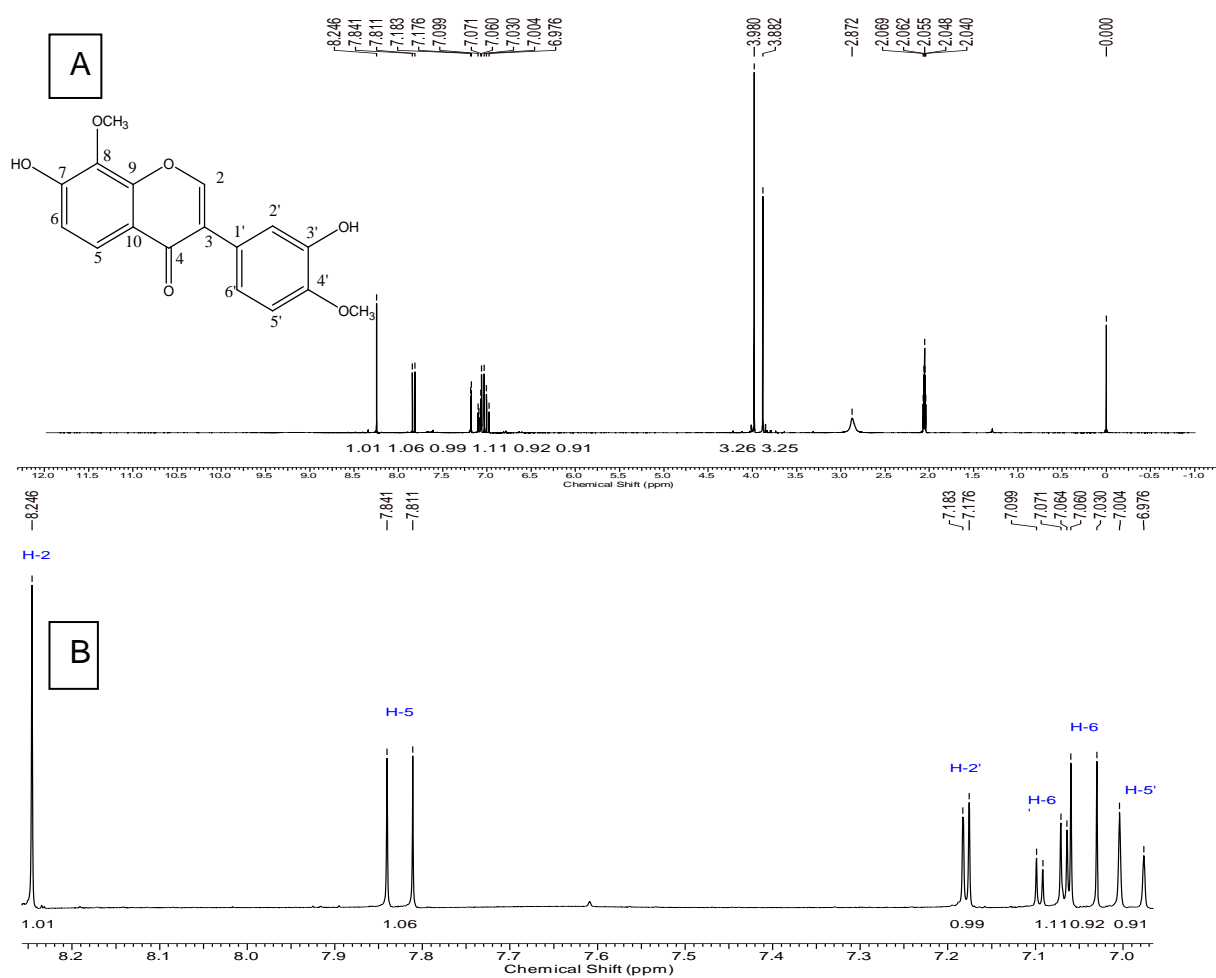 8.246 7.841 7.811 7.183 7.176 7.099 7.071 7.060 7.030 7.004 6.976 3.980 3.882 2.872 2.069 2.062 2.055 2.048 2.040 -0.000
A
OCH3
HO
8
7
9
O
2
6
10
3
5
4
O
1'
2'
3'
OH
4'
6'
5'
OCH3
1.01 1.06 0.99 1.11 0.92 0.91 3.26 3.25
12.0 11.5 11.0 10.5 10.0 9.5 9.0 8.5 8.0 7.5 7.0 6.5 6.0 5.5 5.0 4.5 4.0 3.5 3.0 2.5 2.0 1.5 1.0 0.5 0 -0.5 -1.0
Chemical Shift (ppm)
8.246 7.841 7.811 7.183 7.176 7.099 7.071 7.064 7.060 7.030 7.004 6.976
H-2
B
H-5
H-6
H-2'
H-6
'
H-5'
1.01 1.06 0.99 1.11 0.92 0.91
8.2 8.1 8.0 7.9 7.8 7.7 7.6 7.5 7.4 7.3 7.2 7.1 7.0
Chemical Shift (ppm)